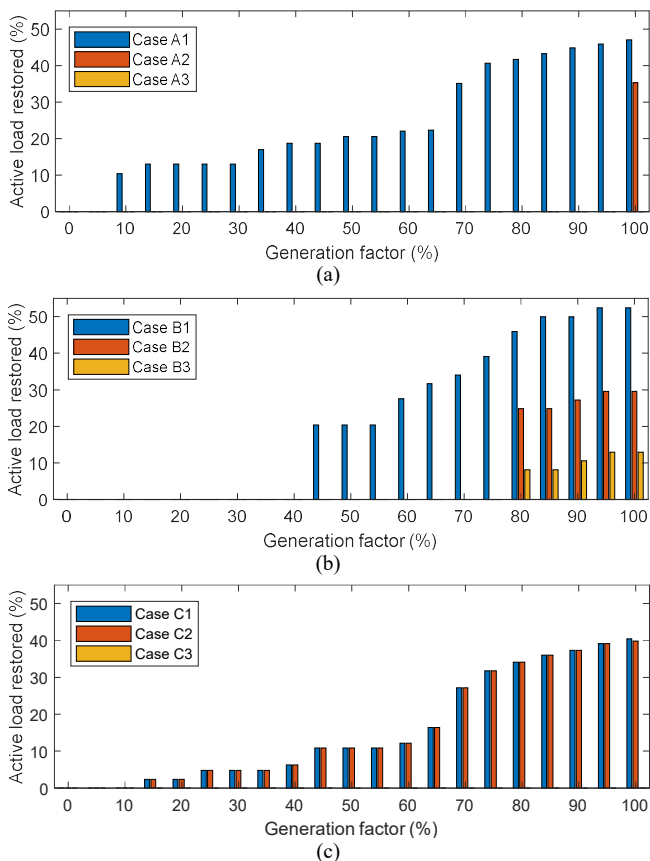 50
40
30
20
10
0
Active load restored (%)
Case A1
Case A2
Case A3
0 10 20 30 40 50 60 70 80 90 100
Generation factor (%)
(a)
50
40
30
20
10
0
Active load restored (%)
Case B1
Case B2
Case B3
0 10 20 30 40 50 60 70 80 90 100
Generation factor (%)
(b)
50
40
30
20
10
0
Active load restored (%)
Case C1
Case C2
Case C3
0 10 20 30 40 50 60 70 80 90 100
Generation factor (%)
(c)